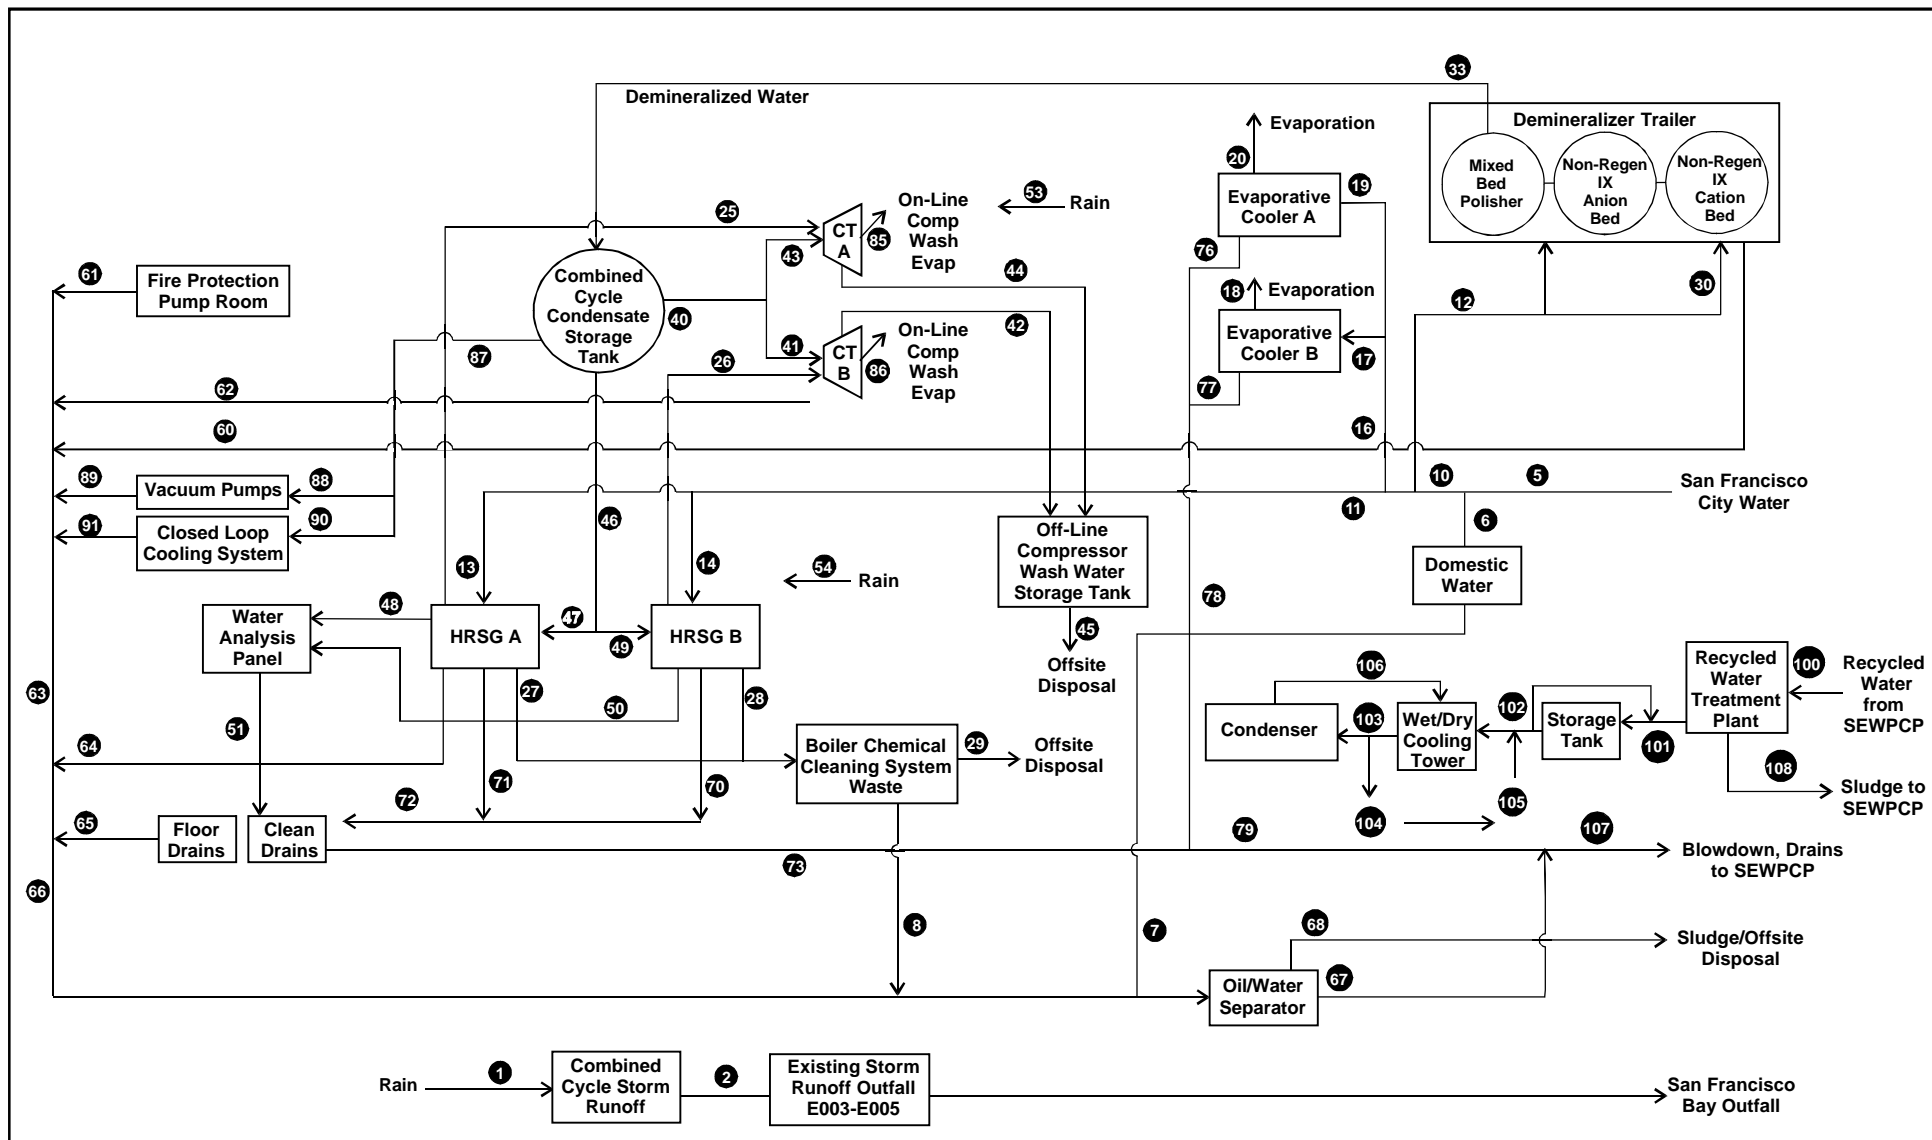 33
Demineralized Water
Demineralizer Trailer
Mixed
Bed
Polisher
Non-Regen
IX
Anion
Bed
Non-Regen
IX
Cation
Bed
Evaporation
20
Evaporative
Cooler A
19
76
25
CT
A
85
43
On-Line
Comp
Wash
Evap
53
Rain
44
61
Fire Protection
Pump Room
Combined
Cycle
Condensate
Storage
Tank
40
87
18
Evaporation
Evaporative
Cooler B
17
77
12
30
41
26
CT
B
86
On-Line
Comp
Wash
Evap
42
62
60
16
89
Vacuum Pumps
88
91
Closed Loop
Cooling System
90
46
10
5
San Francisco
City Water
11
6
Off-Line
Compressor
Wash Water
Storage Tank
Domestic
Water
13
14
54
Rain
78
45
Offsite
Disposal
48
Water
Analysis
Panel
HRSG A
47
49
HRSG B
27
50
28
63
51
64
71
70
72
Boiler Chemical
Cleaning System
Waste
29
Offsite
Disposal
106
Condenser
103
Wet/Dry
Cooling
Tower
102
Storage
Tank
101
Recycled
Water
Treatment
Plant
100
Recycled
Water
from
SEWPCP
108
Sludge to
SEWPCP
104
105
65
Floor
Drains
Clean
Drains
73
79
107
Blowdown, Drains
to SEWPCP
66
8
7
68
Sludge/Offsite
Disposal
Oil/Water
Separator
67
Rain
1
Combined
Cycle Storm
Runoff
2
Existing Storm
Runoff Outfall
E003-E005
San Francisco
Bay Outfall